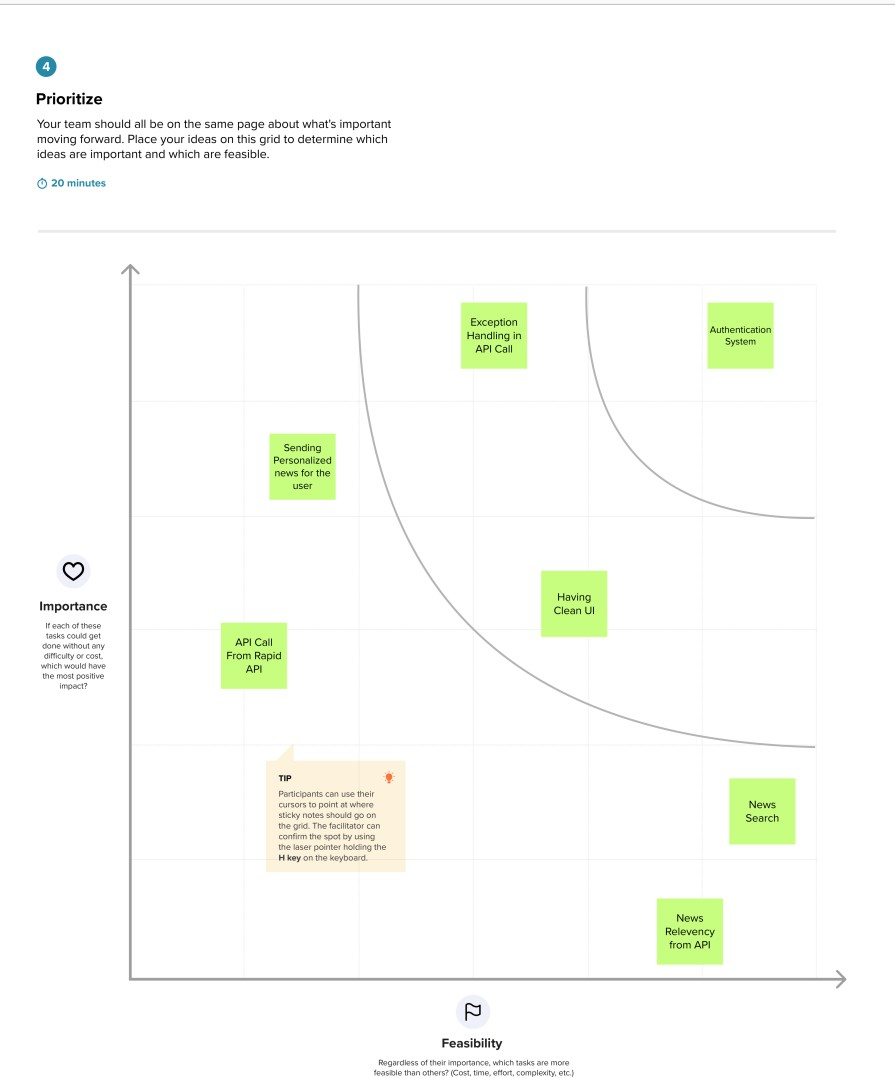 4
Prioritize
Your team should all be on the same page about what's important
moving forward. Place your ideas on this grid to determine which
ideas are important and which are feasible.
20 minutes
Exception
Handling in
API Call
Authentication
System
Sending
Personalized
news for the
user
Importance
If each of these
tasks could get
done without any
difficulty or cost,
which would have
the most positive
impact?
Having
Clean UI
API Call
From Rapid
API
TIP
Participants can use their
cursors to point at where
sticky notes should go on
the grid. The facilitator can
confirm the spot by using
the laser pointer holding the
H key on the keyboard.
News
Search
News
Relevency
from API
Feasibility
Regardless of their importance, which tasks are more
feasible than others? (Cost, time, effort, complexity, etc.)